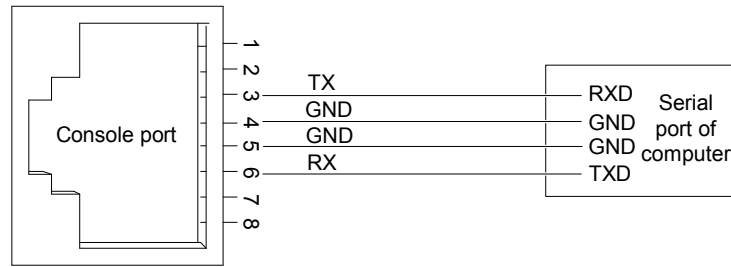 Console port
1
2
3
4
5
6
7
8
TX
GND
GND
RX
RXD
GND
GND
TXD
Serial
port of
computer